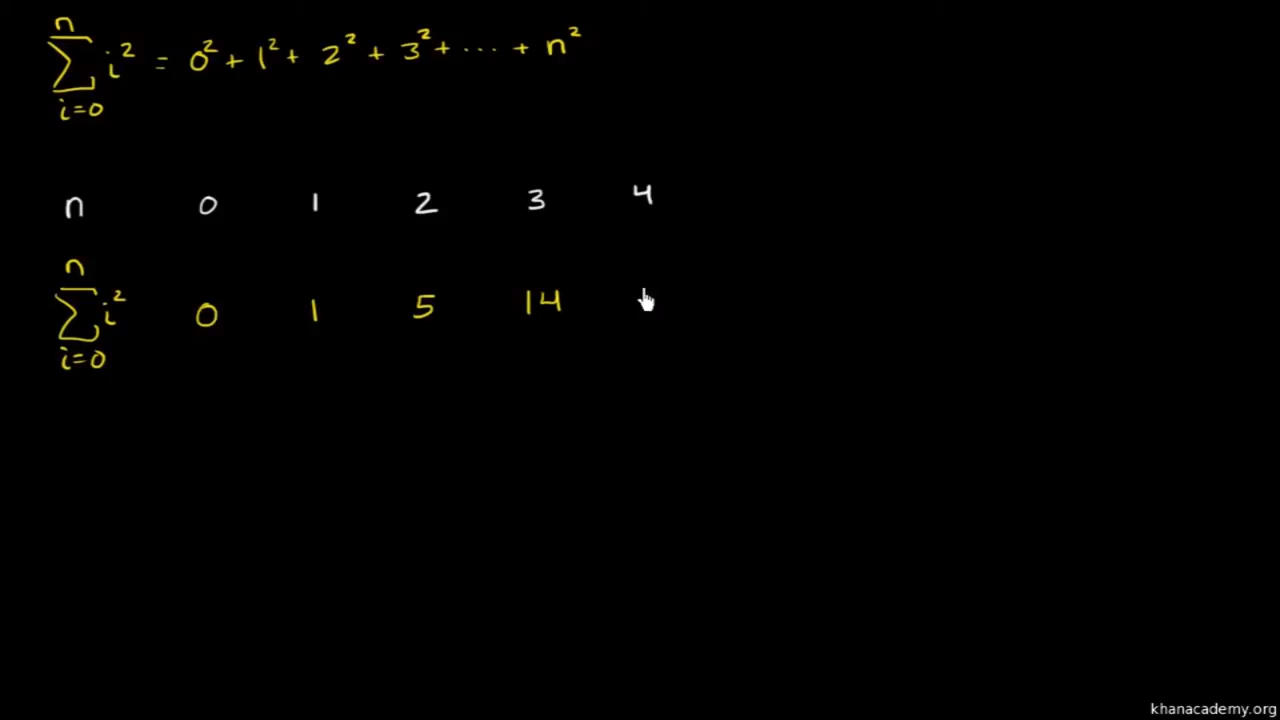 n
∑ i² = 0² + 1² + 2² + 3² + ... + n²
i=0
n 0 1 2 3 4
n
∑ i² 0 1 5 14
i=0
khanacademy.org